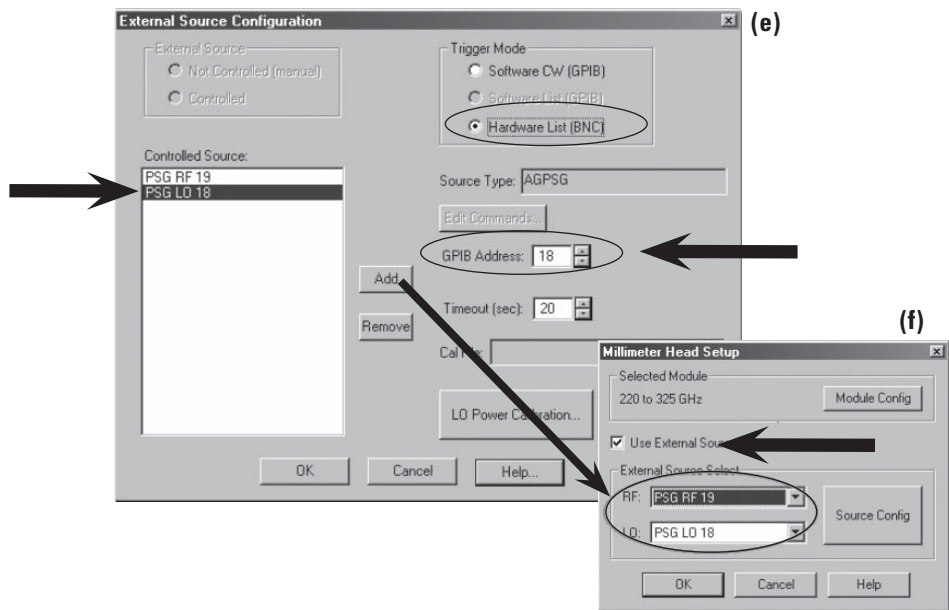 External Source Configuration
(e)
External Source
Not Controlled (manual)
Controlled
Trigger Mode
Software CW (GPIB)
Software List (GPIB)
Hardware List (BNC)
Controlled Source:
PSG RF 19
PSG LO 18
Source Type: AGPSG
Edit Commands...
GPIB Address: 18
Add
Timeout (sec): 20
Remove
Cal File:
LO Power Calibration...
OK Cancel Help...
(f)
Millimeter Head Setup
Selected Module
220 to 325 GHz
Module Config
Use External Sour
External Source Select
RF: PSG RF 19
LO: PSG LO 18
Source Config
OK Cancel Help